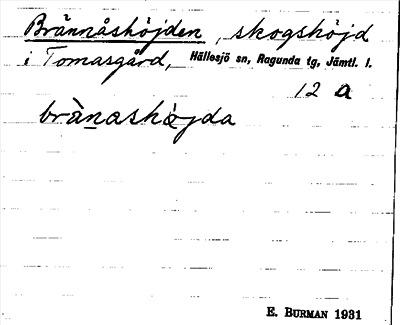 Brännåshöjden, skogshöjd
i Tomasgård, Hällesjö sn, Ragunda tg, Jämtl. l.
12 a
brànashöjda
E. BURMAN 1931